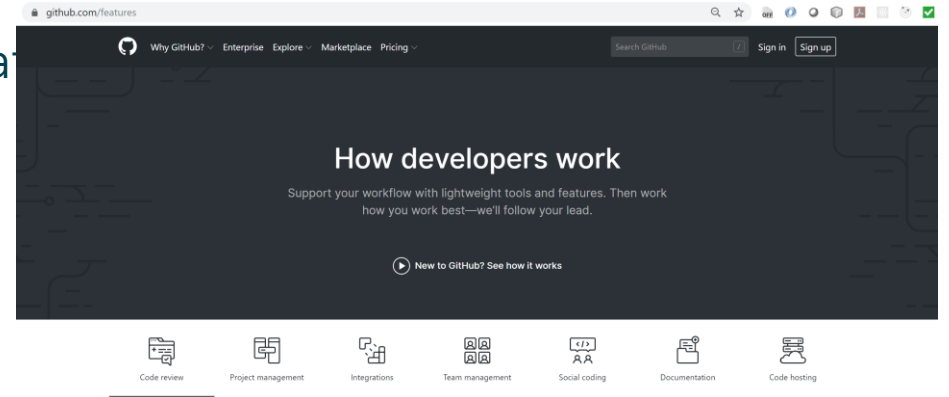 github.com/features
OFF
Why GitHub? Enterprise Explore Marketplace Pricing Search GitHub / Sign in Sign up
How developers work
Support your workflow with lightweight tools and features. Then work
how you work best—we'll follow your lead.
New to GitHub? See how it works
Code review Project management Integrations Team management Social coding Documentation Code hosting